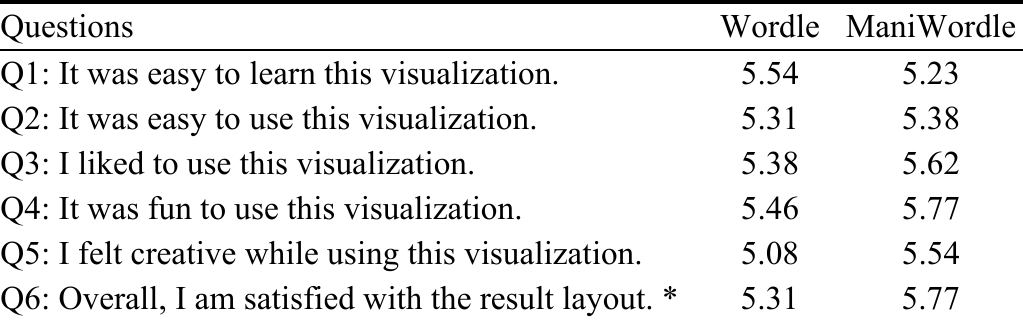 Questions Wordle ManiWordle
Q1: It was easy to learn this visualization. 5.54 5.23
Q2: It was easy to use this visualization. 5.31 5.38
Q3: I liked to use this visualization. 5.38 5.62
Q4: It was fun to use this visualization. 5.46 5.77
Q5: I felt creative while using this visualization. 5.08 5.54
Q6: Overall, I am satisfied with the result layout. * 5.31 5.77